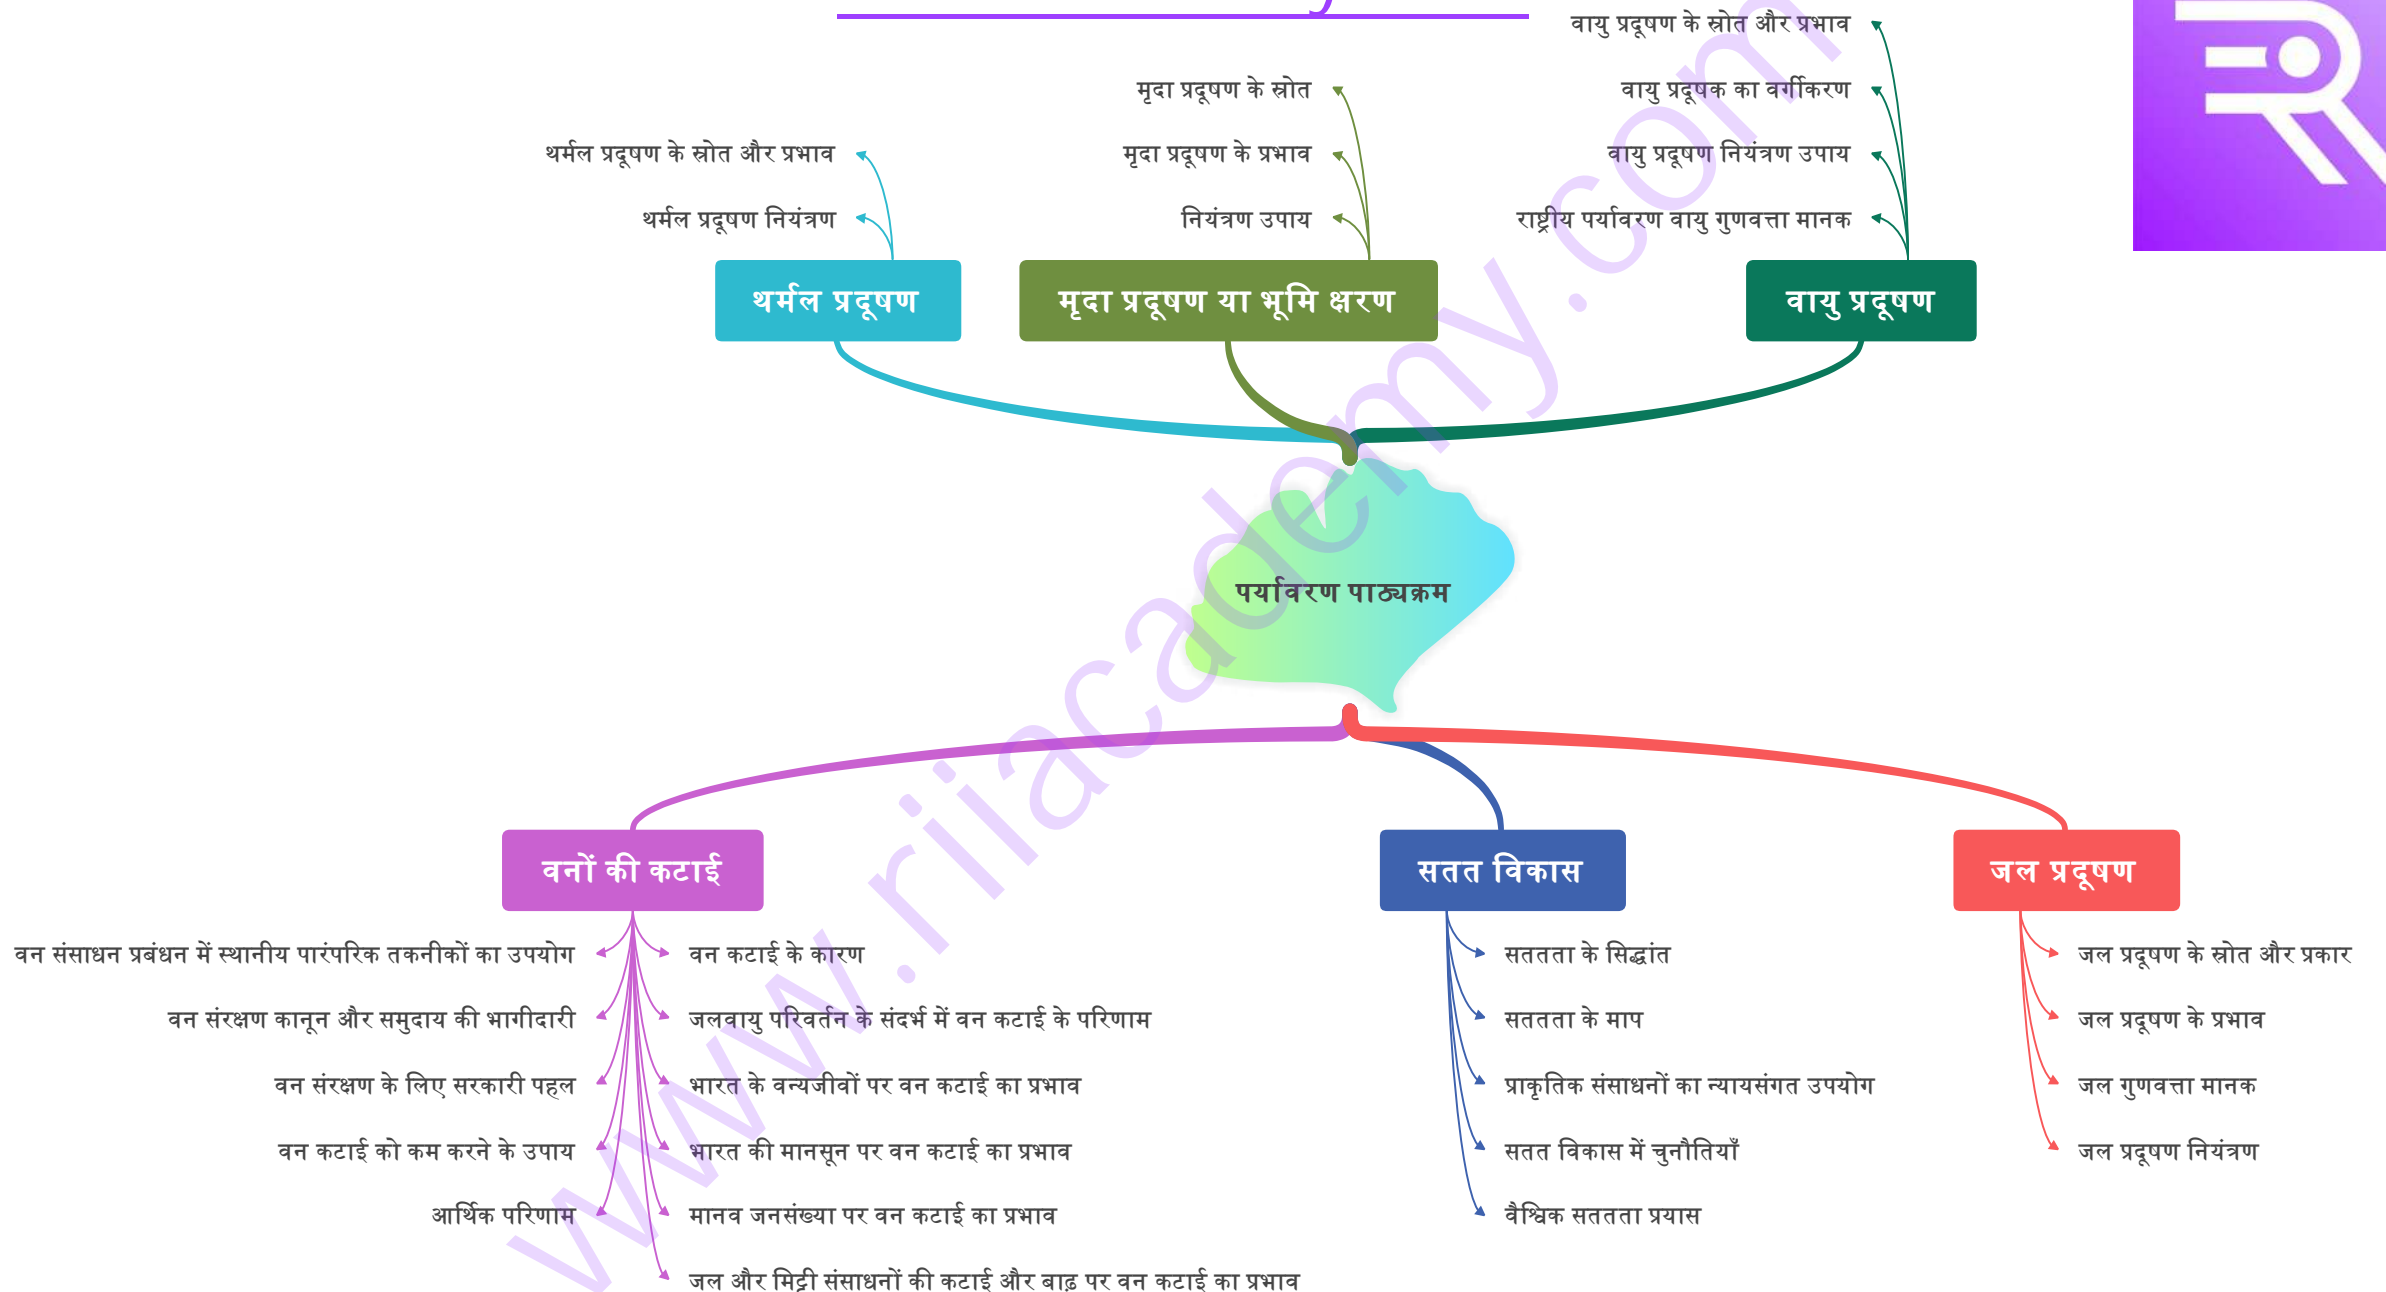 वायु प्रदूषण के स्रोत और प्रभाव
मृदा प्रदूषण के स्रोत
वायु प्रदूषक का वर्गीकरण
थर्मल प्रदूषण के स्रोत और प्रभाव
मृदा प्रदूषण के प्रभाव
वायु प्रदूषण नियंत्रण उपाय
थर्मल प्रदूषण नियंत्रण
नियंत्रण उपाय
राष्ट्रीय पर्यावरण वायु गुणवत्ता मानक
थर्मल प्रदूषण
मृदा प्रदूषण या भूमि क्षरण
वायु प्रदूषण
पर्यावरण पाठ्यक्रम
वनों की कटाई
सतत विकास
जल प्रदूषण
वन संसाधन प्रबंधन में स्थानीय पारंपरिक तकनीकों का उपयोग
वन संरक्षण कानून और समुदाय की भागीदारी
वन संरक्षण के लिए सरकारी पहल
वन कटाई को कम करने के उपाय
आर्थिक परिणाम
वन कटाई के कारण
जलवायु परिवर्तन के संदर्भ में वन कटाई के परिणाम
भारत के वन्यजीवों पर वन कटाई का प्रभाव
भारत की मानसून पर वन कटाई का प्रभाव
मानव जनसंख्या पर वन कटाई का प्रभाव
जल और मिट्टी संसाधनों की कटाई और बाढ़ पर वन कटाई का प्रभाव
सततता के सिद्धांत
सततता के माप
प्राकृतिक संसाधनों का न्यायसंगत उपयोग
सतत विकास में चुनौतियाँ
वैश्विक सततता प्रयास
जल प्रदूषण के स्रोत और प्रकार
जल प्रदूषण के प्रभाव
जल गुणवत्ता मानक
जल प्रदूषण नियंत्रण
www.rijacademy.com